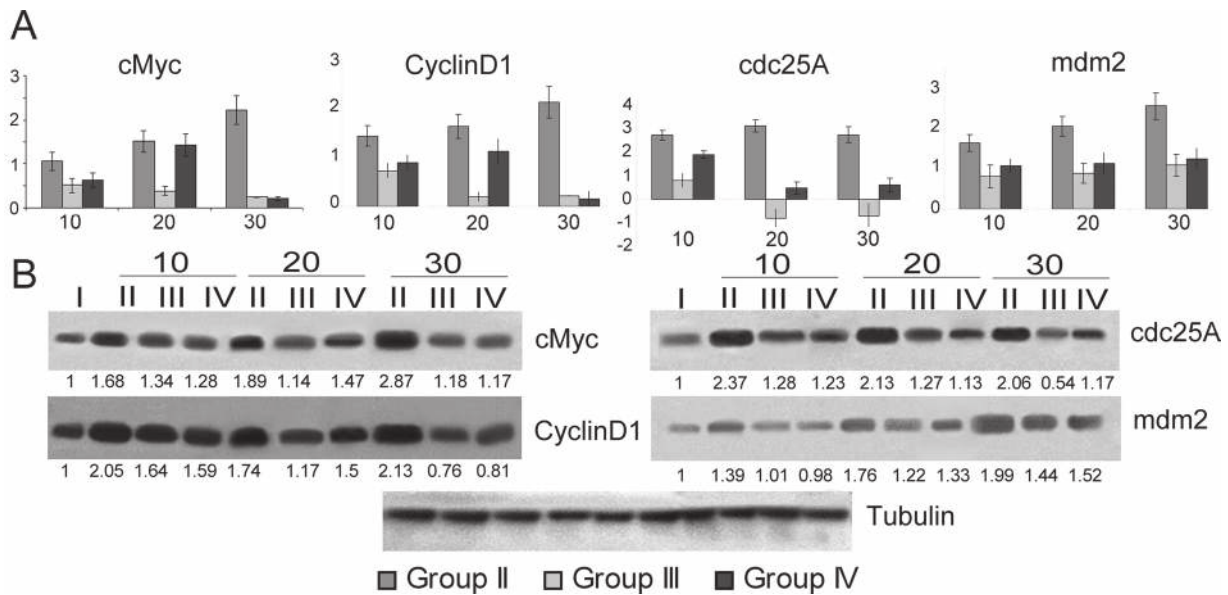 A
cMyc
3
2
1
0
10 20 30
CyclinD1
3
2
1
0
10 20 30
cdc25A
4
3
2
1
0
-1
-2
10 20 30
mdm2
3
2
1
0
10 20 30
B
10 20 30
I II III IV II III IV II III IV
cMyc
1 1.68 1.34 1.28 1.89 1.14 1.47 2.87 1.18 1.17
CyclinD1
1 2.05 1.64 1.59 1.74 1.17 1.5 2.13 0.76 0.81
10 20 30
I II III IV II III IV II III IV
cdc25A
1 2.37 1.28 1.23 2.13 1.27 1.13 2.06 0.54 1.17
mdm2
1 1.39 1.01 0.98 1.76 1.22 1.33 1.99 1.44 1.52
Tubulin
Group II Group III Group IV